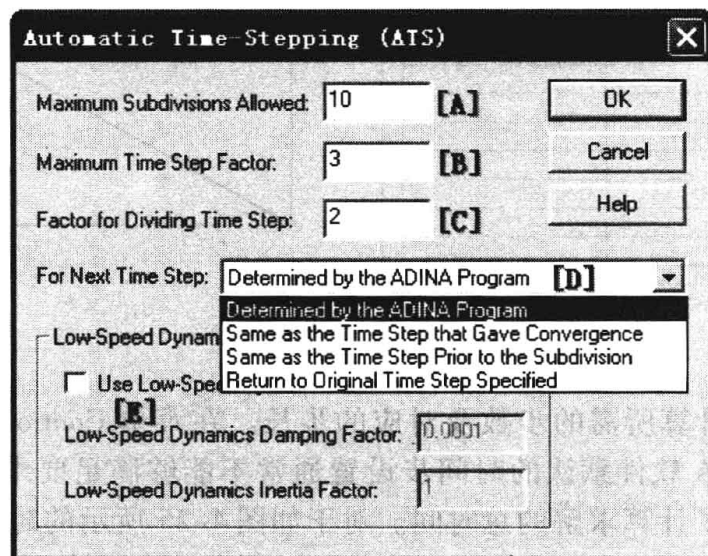 Automatic Time-Stepping (ATS)
Maximum Subdivisions Allowed: 10 [A] OK
Maximum Time Step Factor: 3 [B] Cancel
Factor for Dividing Time Step: 2 [C] Help
For Next Time Step: Determined by the ADINA Program [D]
Determined by the ADINA Program
Same as the Time Step that Gave Convergence
Low-Speed Dynam
Same as the Time Step Prior to the Subdivision
Return to Original Time Step Specified
Use Low-Spee
[E]
Low-Speed Dynamics Damping Factor: 0.0001
Low-Speed Dynamics Inertia Factor: 1